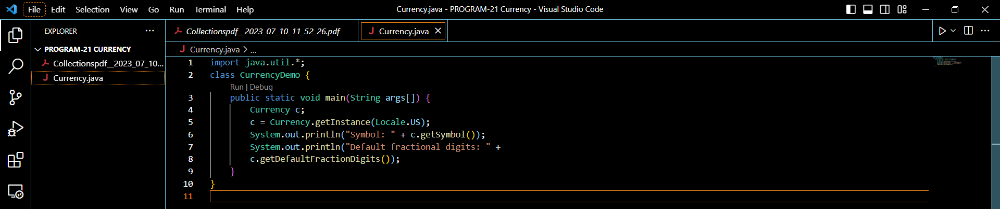 File Edit Selection View Go Run Terminal Help
Currency.java - PROGRAM-21 Currency - Visual Studio Code
EXPLORER
PROGRAM-21 CURRENCY
Collectionspdf__2023_07_10...
Currency.java
Collectionspdf__2023_07_10_11_52_26.pdf
Currency.java
Currency.java > ...
1 import java.util.*;
2 class CurrencyDemo {
Run | Debug
3 public static void main(String args[]) {
4 Currency c;
5 c = Currency.getInstance(Locale.US);
6 System.out.println("Symbol: " + c.getSymbol());
7 System.out.println("Default fractional digits: " +
8 c.getDefaultFractionDigits());
9 }
10 }
11